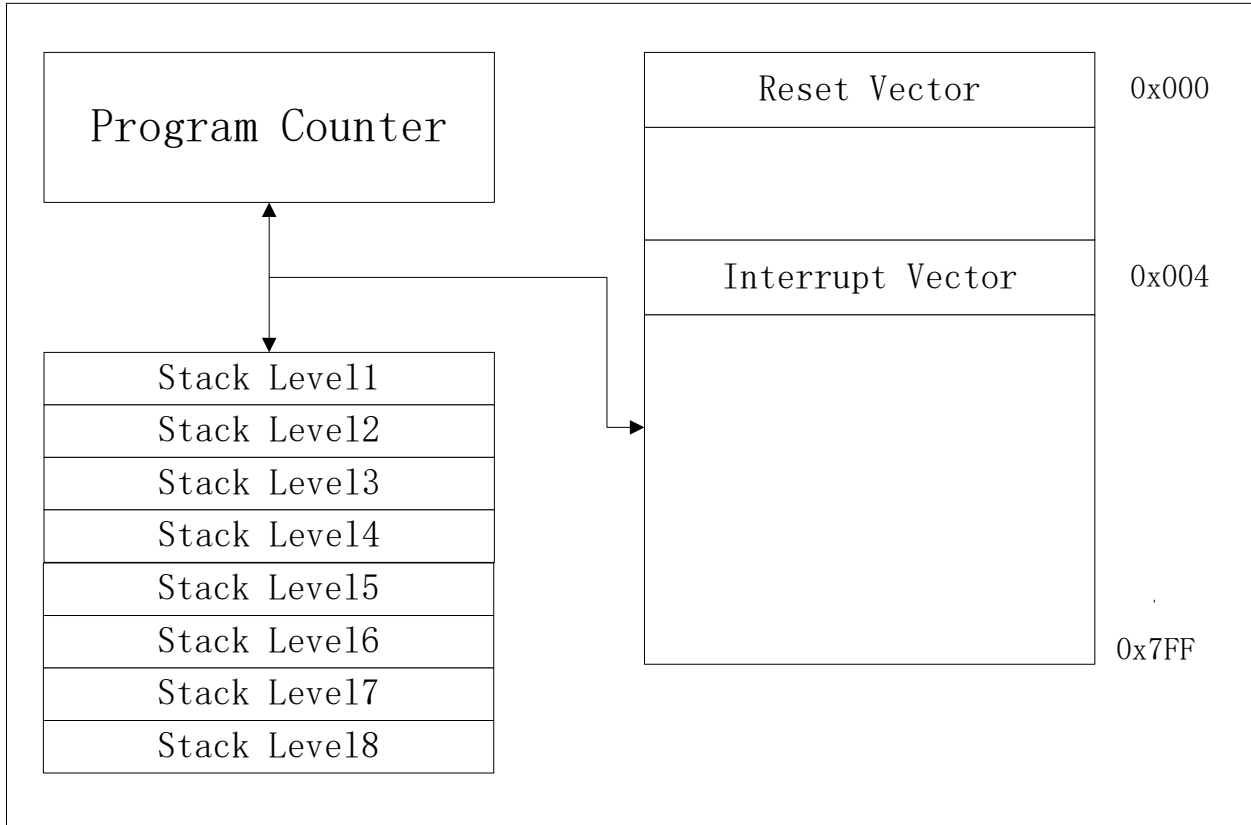 Program Counter
Reset Vector
0x000
Interrupt Vector
0x004
Stack Level1
Stack Level2
Stack Level3
Stack Level4
Stack Level5
Stack Level6
Stack Level7
Stack Level8
0x7FF